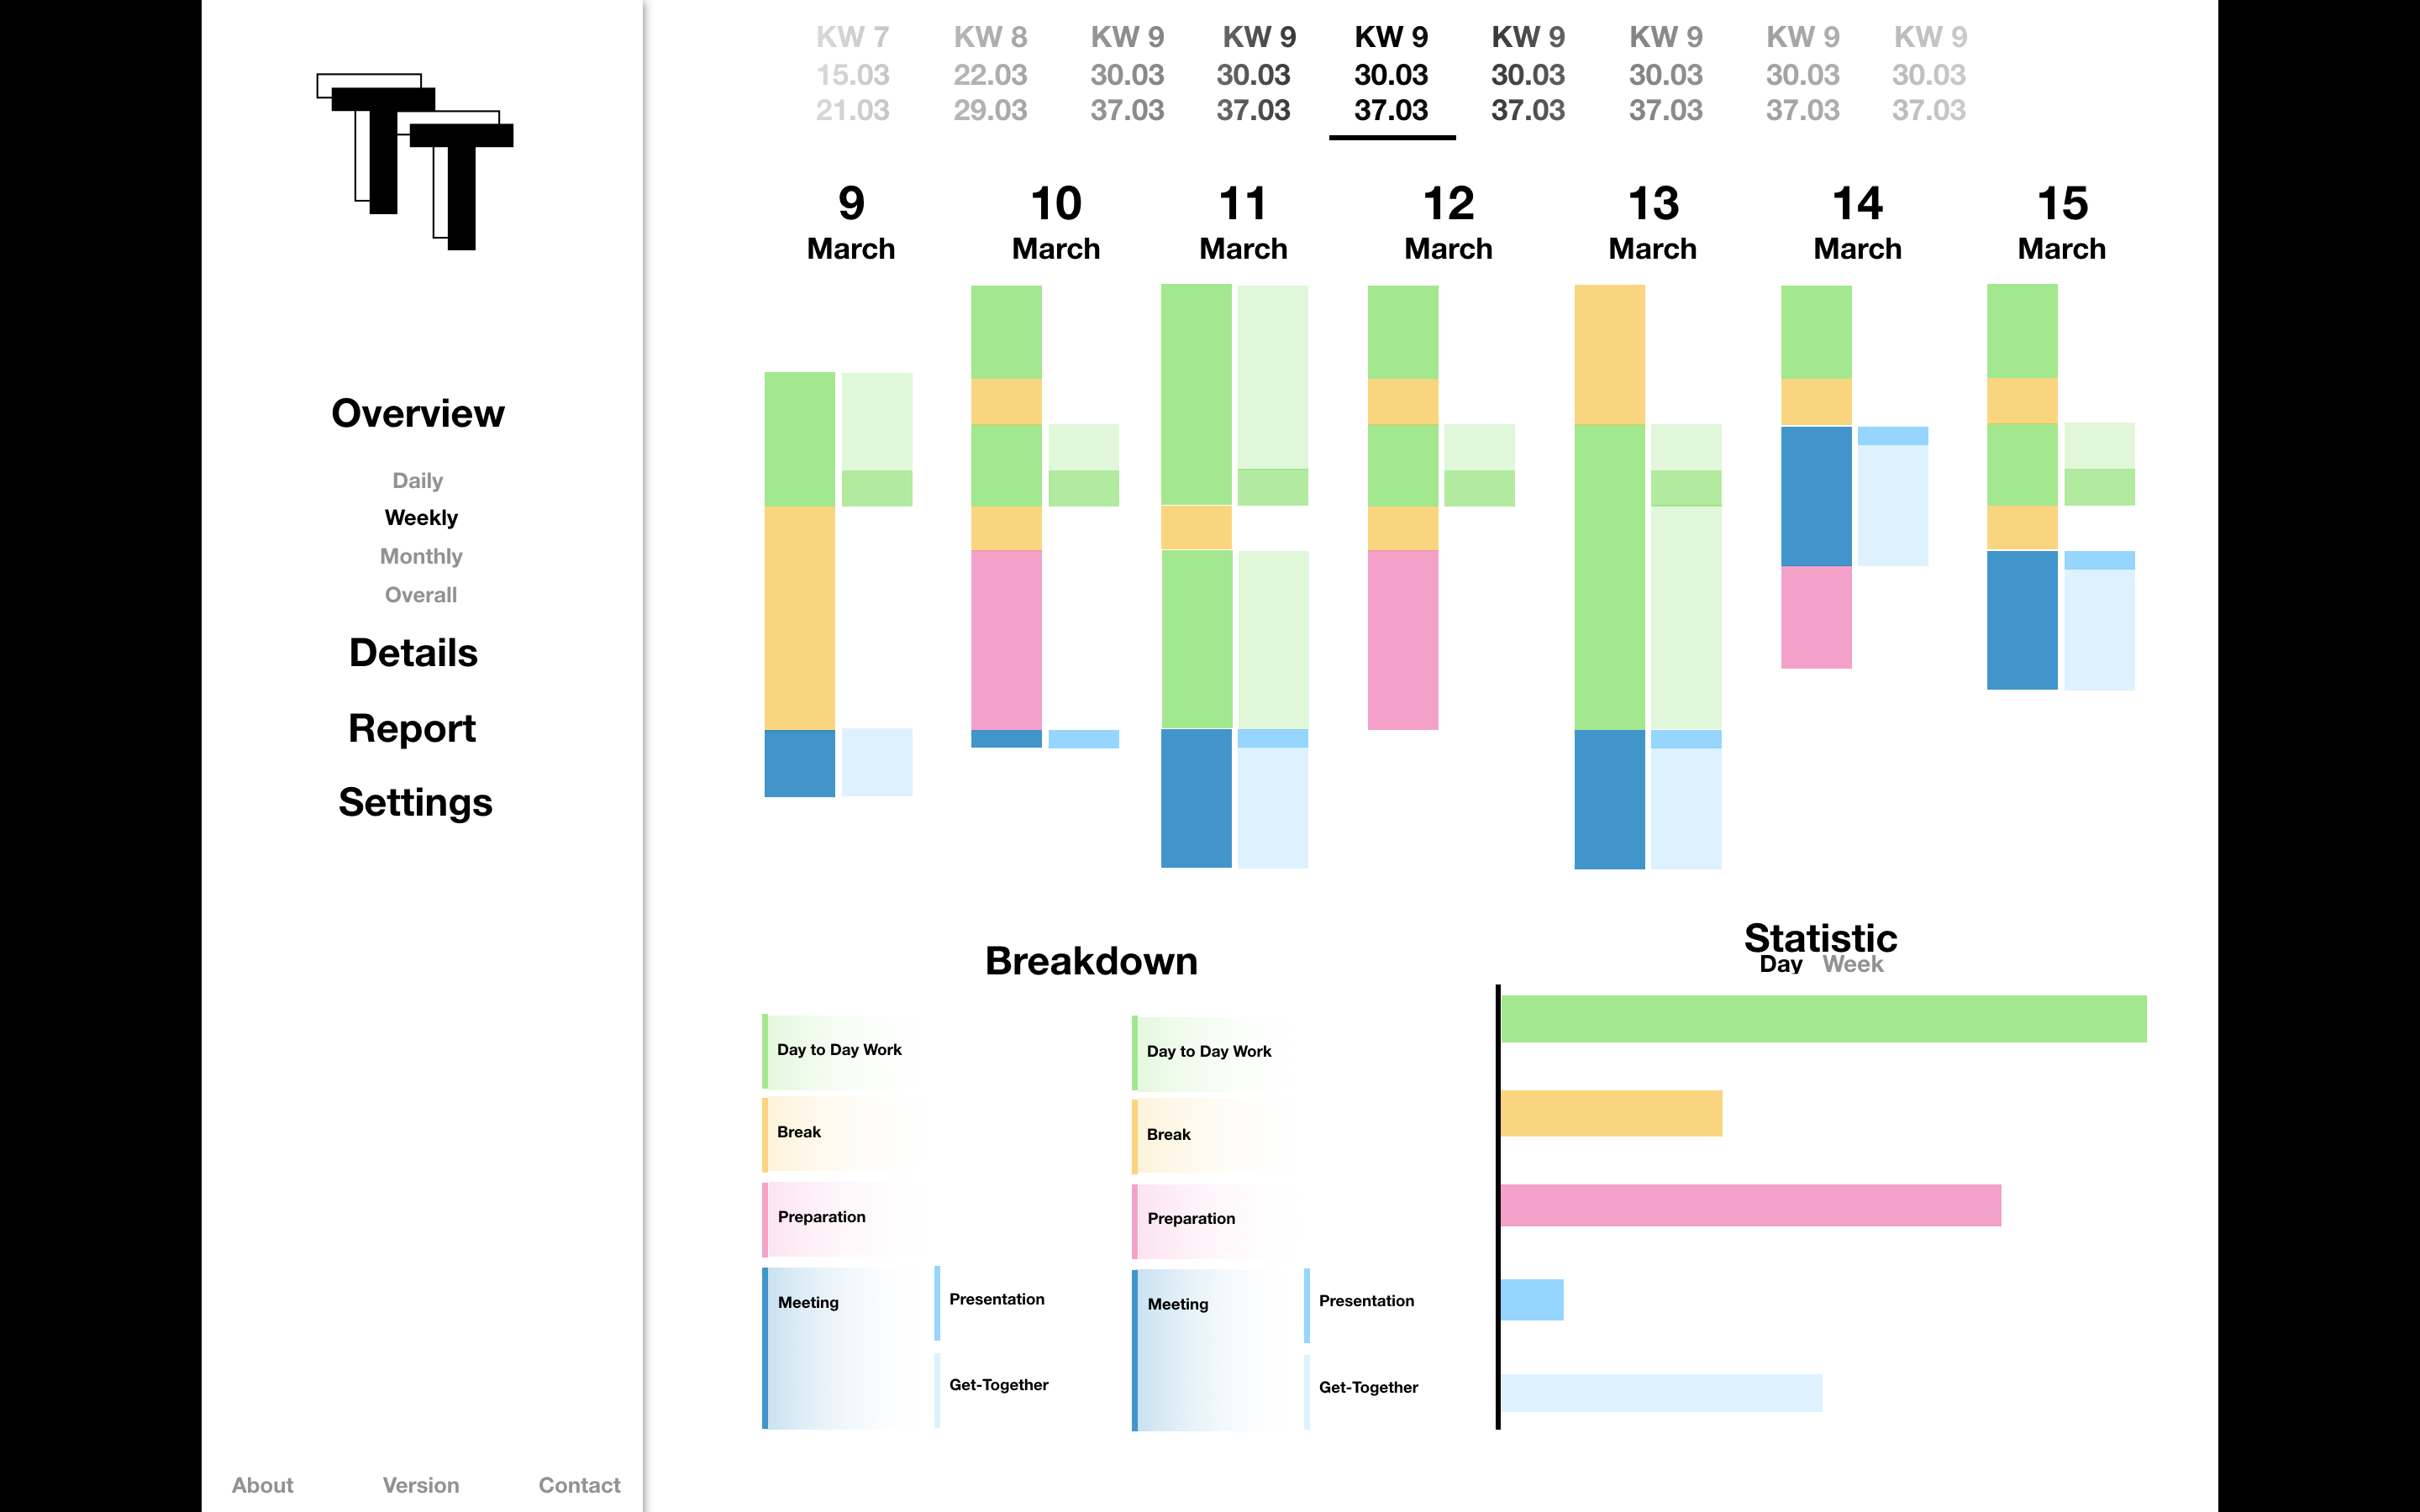 TT
Overview
Daily
Weekly
Monthly
Overall
Details
Report
Settings
About Version Contact
KW 7 KW 8 KW 9 KW 9 KW 9 KW 9 KW 9 KW 9 KW 9
15.03 22.03 30.03 30.03 30.03 30.03 30.03 30.03 30.03
21.03 29.03 37.03 37.03 37.03 37.03 37.03 37.03 37.03
9 10 11 12 13 14 15
March March March March March March March
Breakdown
Day to Day Work Day to Day Work
Break Break
Preparation Preparation
Meeting Presentation Meeting Presentation
Get-Together Get-Together
Statistic
Day Week